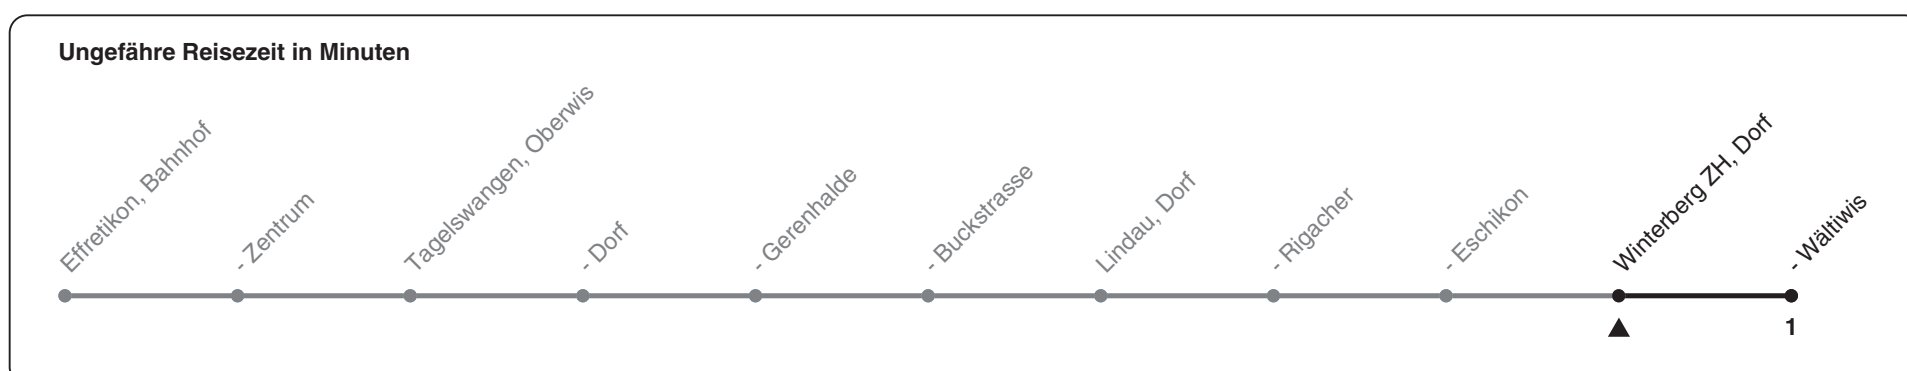 Ungefähre Reisezeit in Minuten
Effretikon, Bahnhof
- Zentrum
Tagelswangen, Oberwis
- Dorf
- Gerenhalde
- Buckstrasse
Lindau, Dorf
- Rigacher
- Eschikon
Winterberg ZH, Dorf
- Wältiwis
1